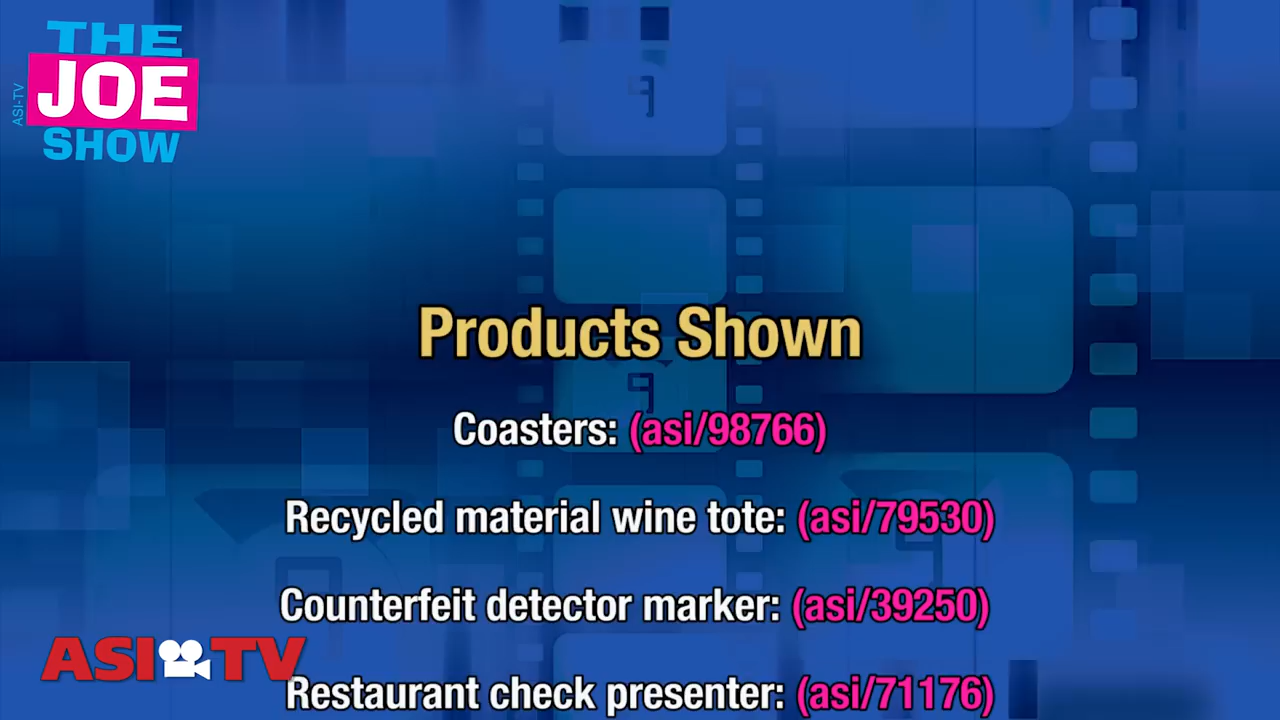 THE
JOE
SHOW
ASI-TV
Products Shown
Coasters: (asi/98766)
Recycled material wine tote: (asi/79530)
Counterfeit detector marker: (asi/39250)
Restaurant check presenter: (asi/71176)
ASI TV